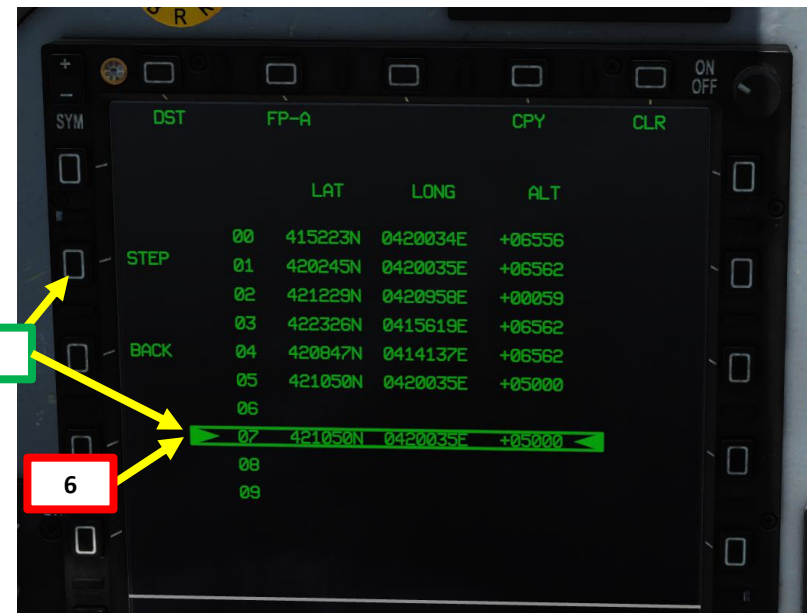 R
+
-
ON
OFF
SYM
DST FP-A CPY CLR
LAT LONG ALT
00 415223N 0420034E +06556
STEP
01 420245N 0420035E +06562
02 421229N 0420958E +00059
03 422326N 0415619E +06562
BACK
04 420847N 0414137E +06562
05 421050N 0420035E +05000
06
07 421050N 0420035E +05000
08
6
09